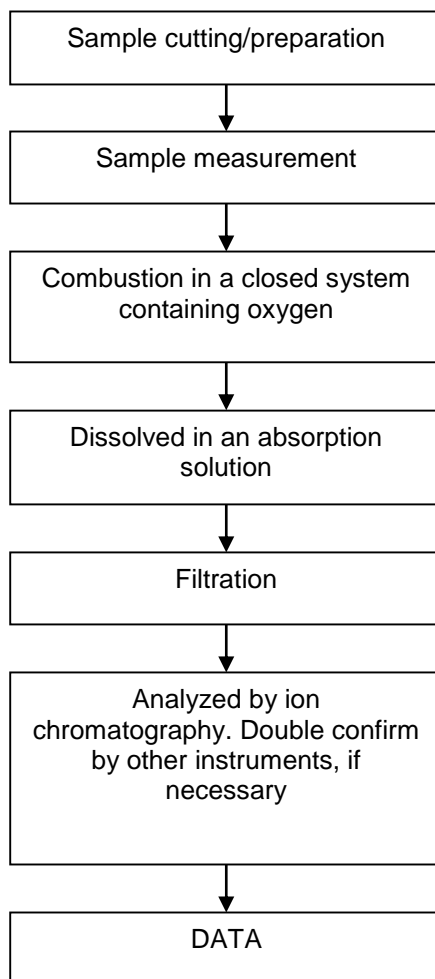 Sample cutting/preparation
Sample measurement
Combustion in a closed system
containing oxygen
Dissolved in an absorption
solution
Filtration
Analyzed by ion
chromatography. Double confirm
by other instruments, if
necessary
DATA